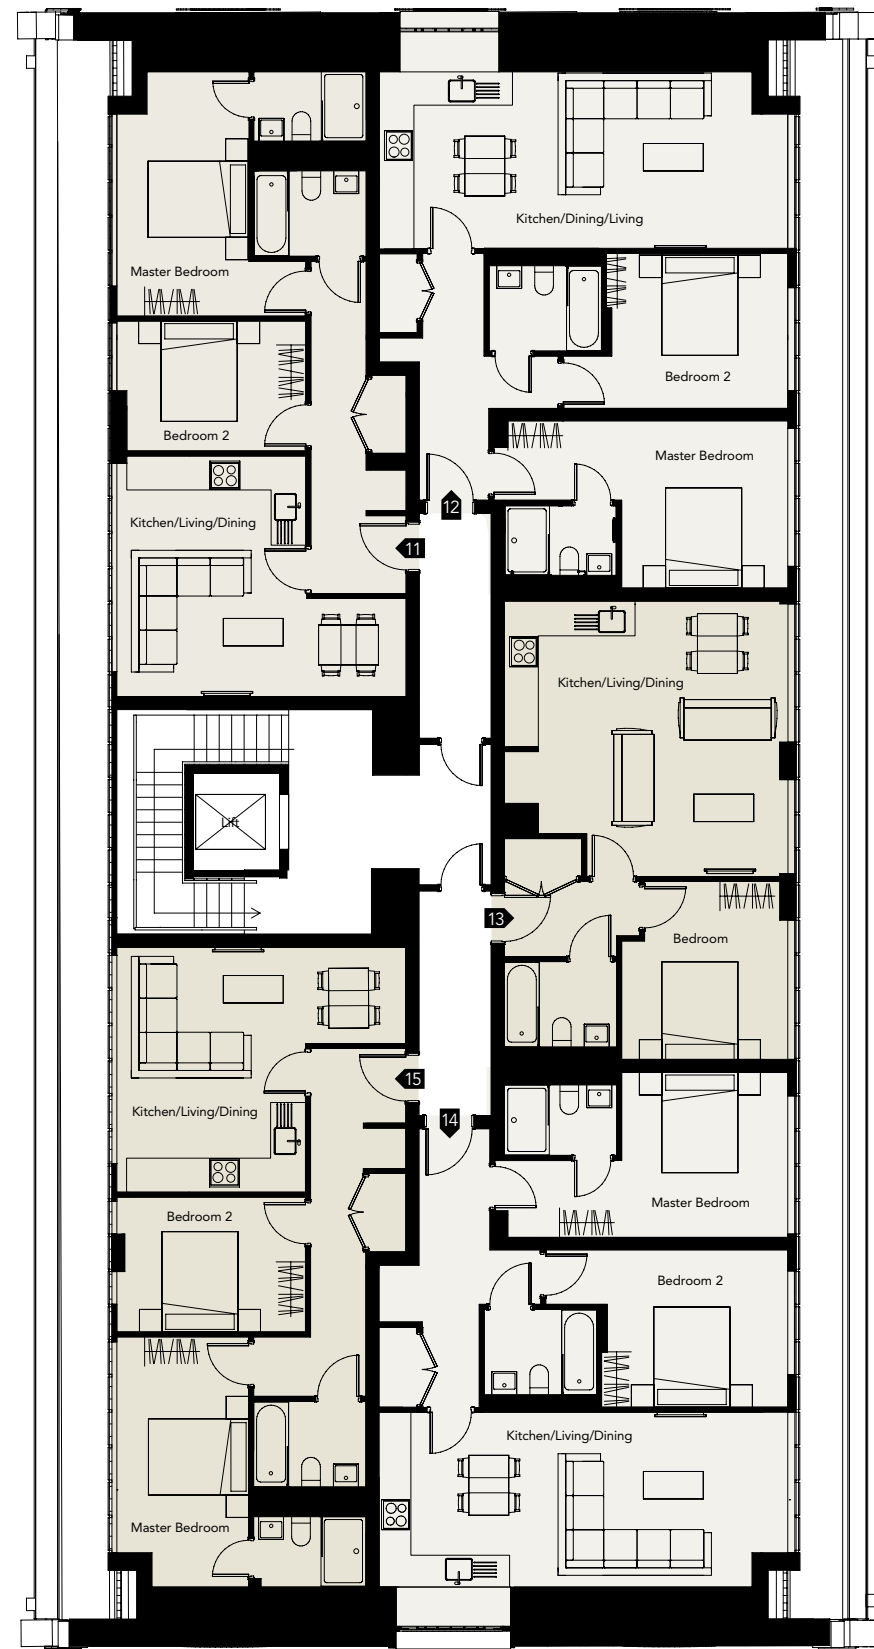 Kitchen/Dining/Living
Master Bedroom
Bedroom 2
Bedroom 2
Master Bedroom
12
Kitchen/Living/Dining
11
Kitchen/Living/Dining
Lift
13
Bedroom
15
Kitchen/Living/Dining
14
Master Bedroom
Bedroom 2
Bedroom 2
Kitchen/Living/Dining
Master Bedroom